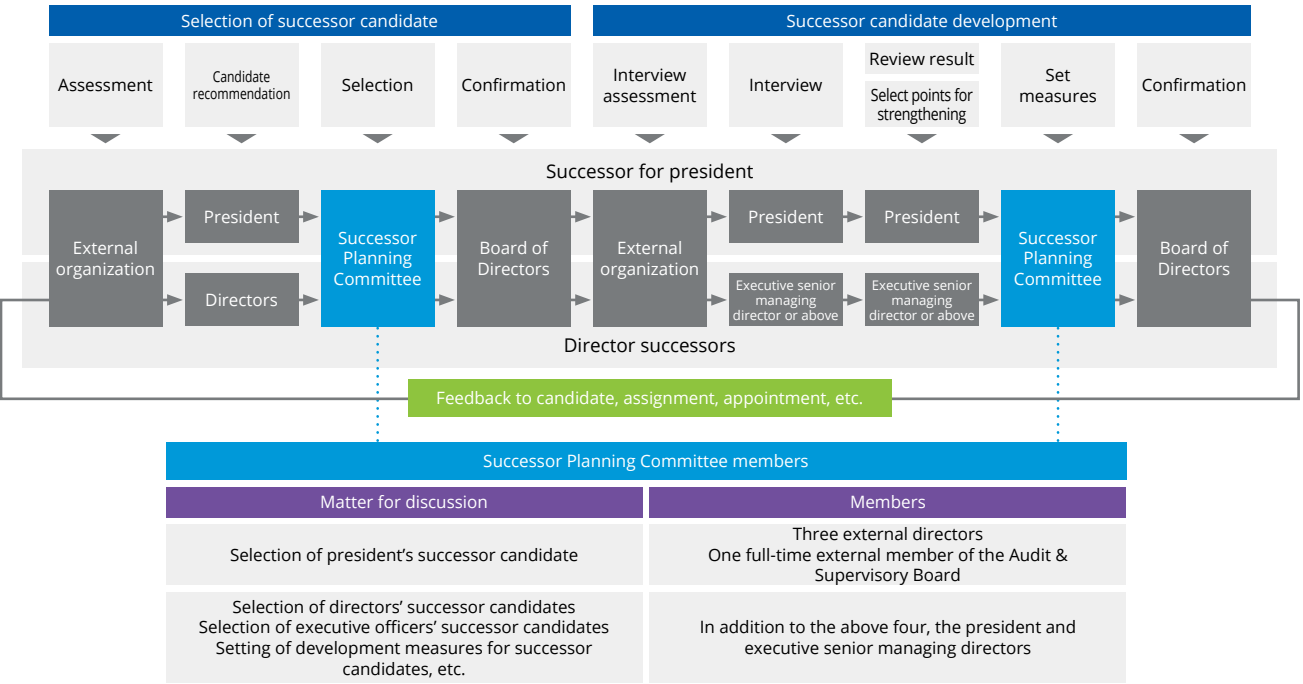 Selection of successor candidate
Successor candidate development
Assessment
Candidate
recommendation
Selection
Confirmation
Interview
assessment
Interview
Review result
Select points for
strengthening
Set
measures
Confirmation
Successor for president
External
organization
President
Directors
Successor
Planning
Committee
Board of
Directors
External
organization
President
Executive senior
managing
director or above
President
Executive senior
managing
director or above
Successor
Planning
Committee
Board of
Directors
Director successors
Feedback to candidate, assignment, appointment, etc.
Successor Planning Committee members
Matter for discussion
Members
Selection of president’s successor candidate
Three external directors
One full-time external member of the Audit &
Supervisory Board
Selection of directors’ successor candidates
Selection of executive officers’ successor candidates
Setting of development measures for successor
candidates, etc.
In addition to the above four, the president and
executive senior managing directors